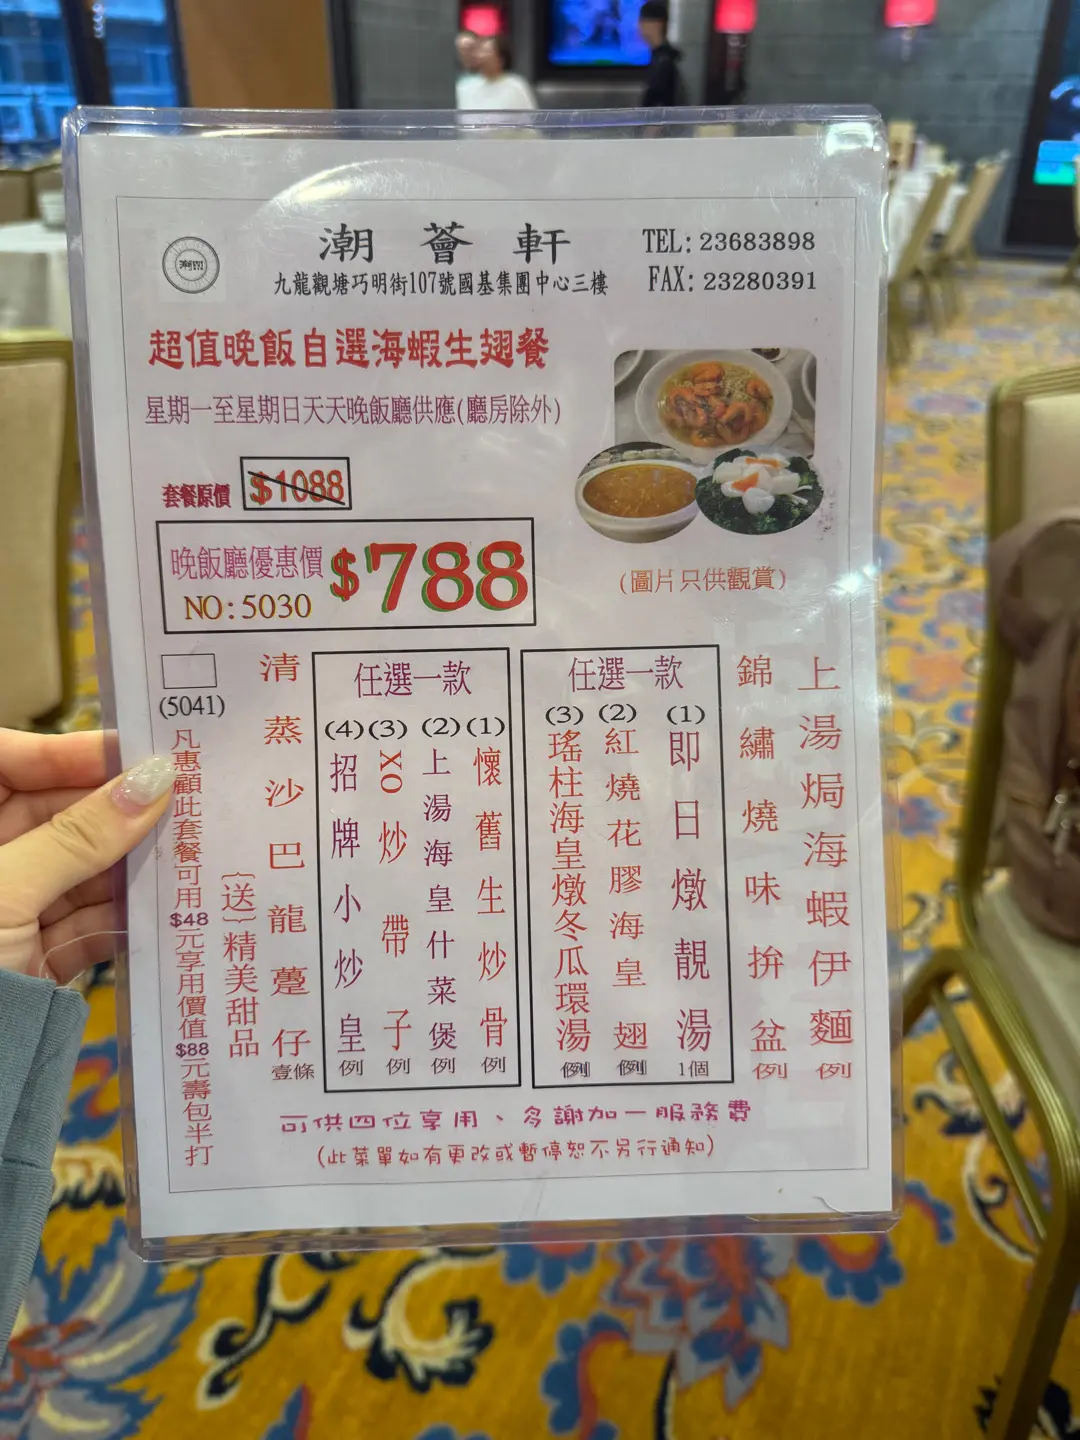 潮薈軒
九龍觀塘巧明街107號國基集團中心三樓
TEL: 23683898
FAX: 23280391
超值晚飯自選海蝦生翅餐
星期一至星期日天天晚飯廳供應(廳房除外)
套餐原價 $1088
晚飯廳優惠價 $788
NO: 5030
(圖片只供觀賞)
上湯焗海蝦伊麵 例
錦繡燒味拚盆 例
任選一款
(1) 即日燉靚湯 1個
(2) 紅燒花膠海皇翅 例
(3) 瑤柱海皇燉冬瓜環湯 例
任選一款
(1) 懷舊生炒骨 例
(2) 上湯海皇什菜煲 例
(3) XO炒帶子 例
(4) 招牌小炒皇 例
清蒸沙巴龍躉仔 壹條
{送}精美甜品
(5041)
凡惠顧此套餐可用$48元享用價值$88元壽包半打
可供四位享用、多謝加一服務費
(此菜單如有更改或暫停恕不另行通知)